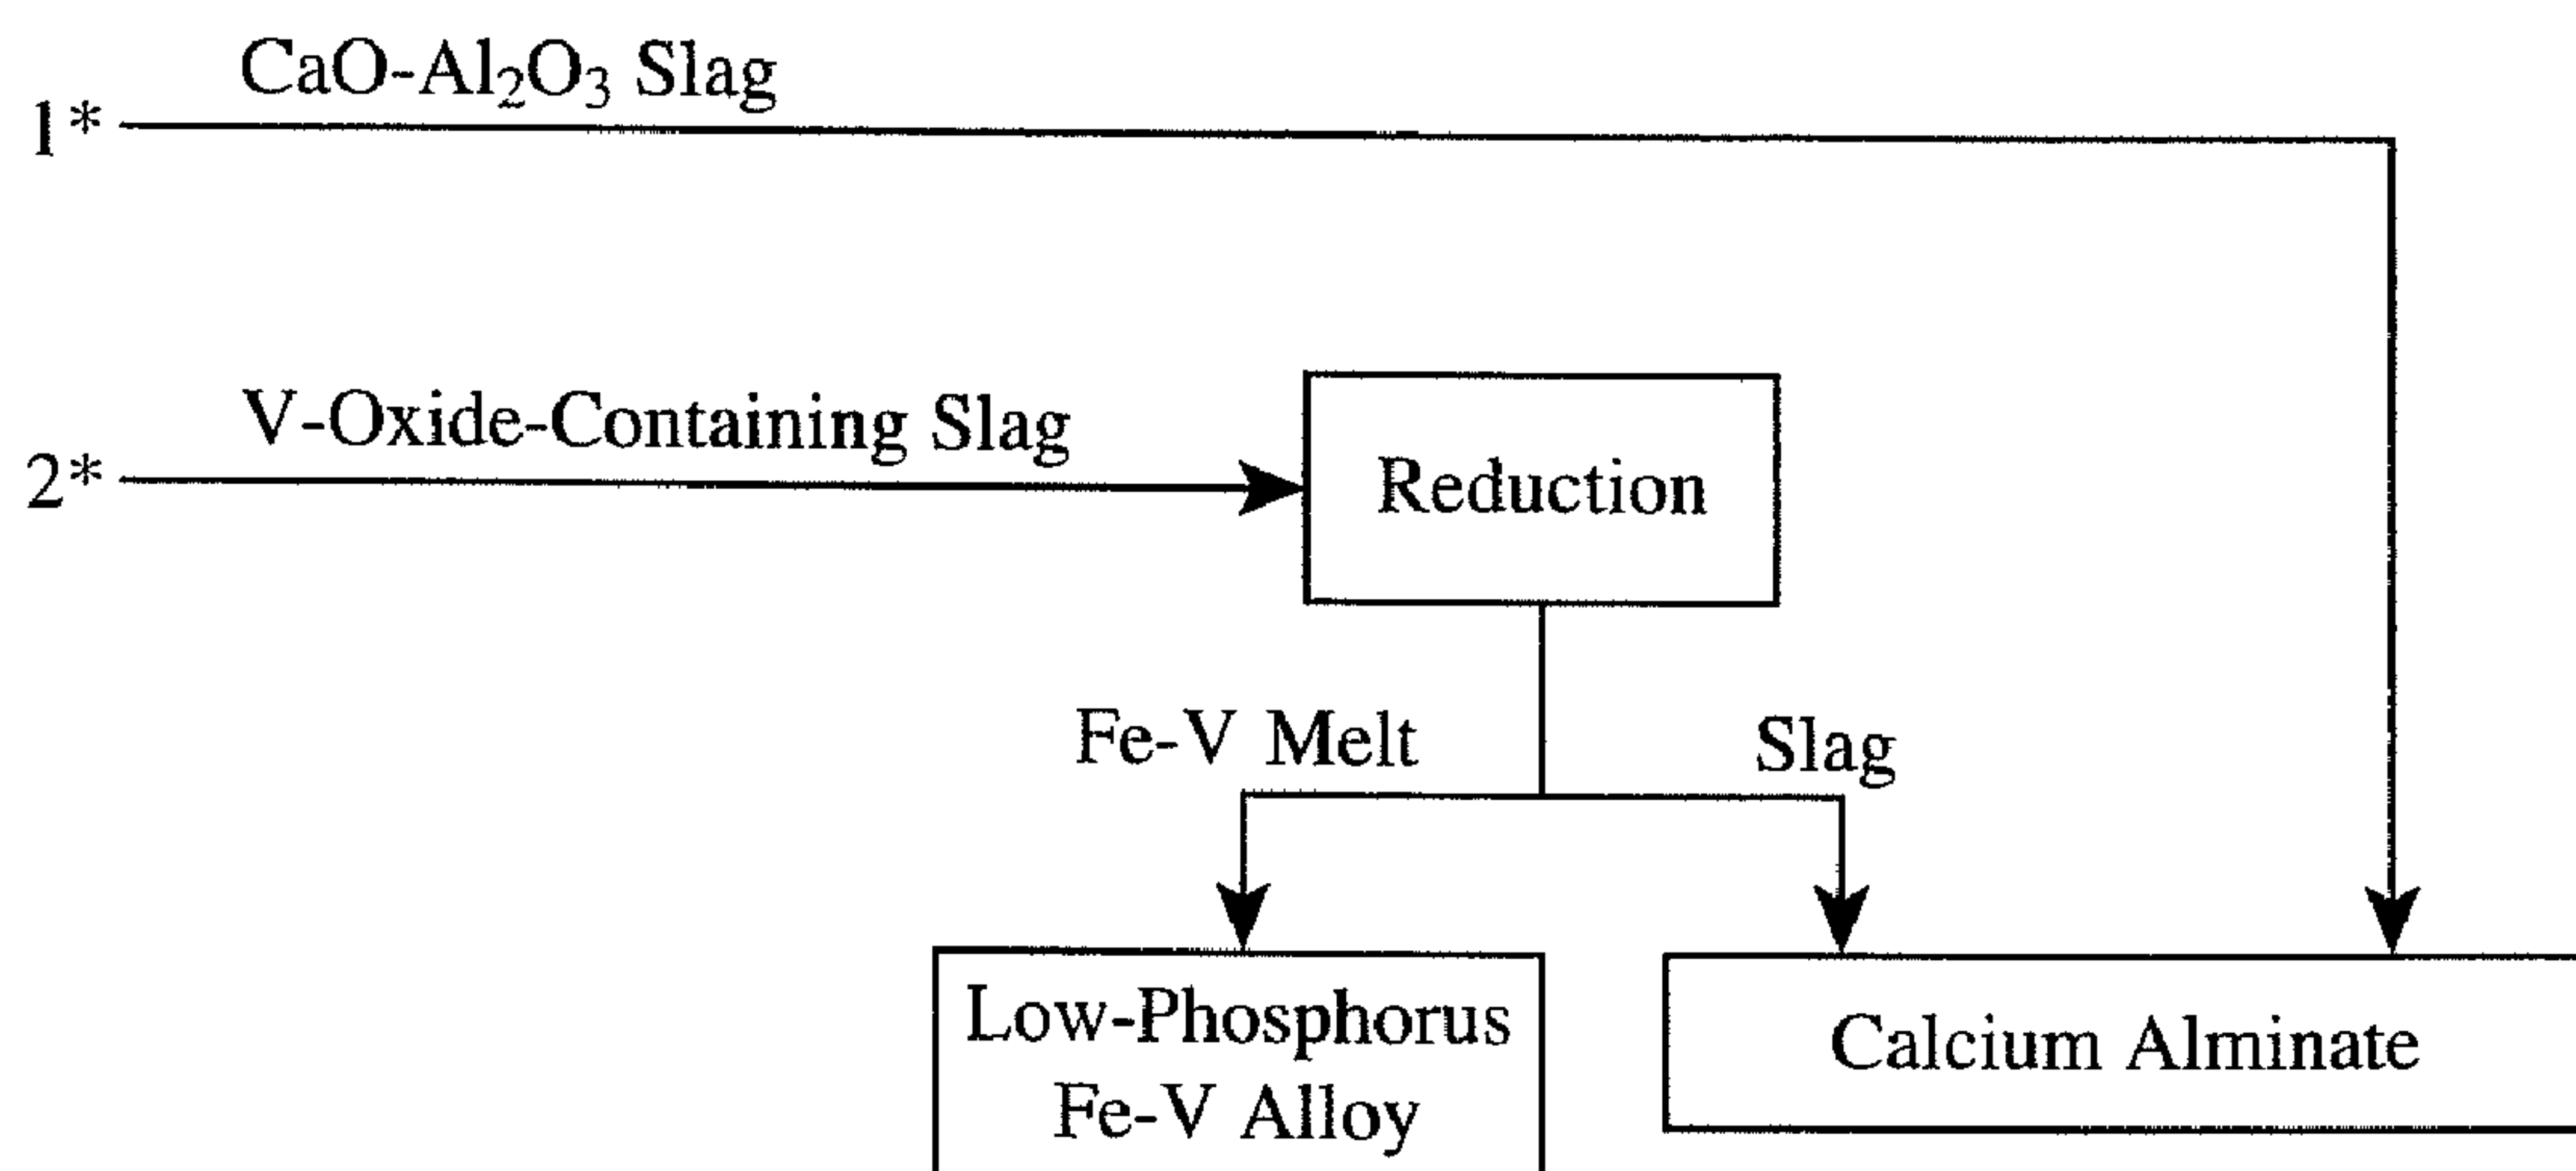 CaO-Al₂O₃ Slag
1*
V-Oxide-Containing Slag
2*
Reduction
Fe-V Melt
Slag
Low-Phosphorus
Fe-V Alloy
Calcium Alminate